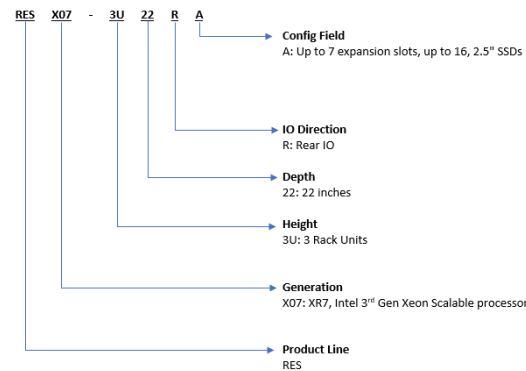 RES X07 - 3U 22 R A
Config Field
A: Up to 7 expansion slots, up to 16, 2.5" SSDs
IO Direction
R: Rear IO
Depth
22: 22 inches
Height
3U: 3 Rack Units
Generation
X07: XR7, Intel 3rd Gen Xeon Scalable processor
Product Line
RES